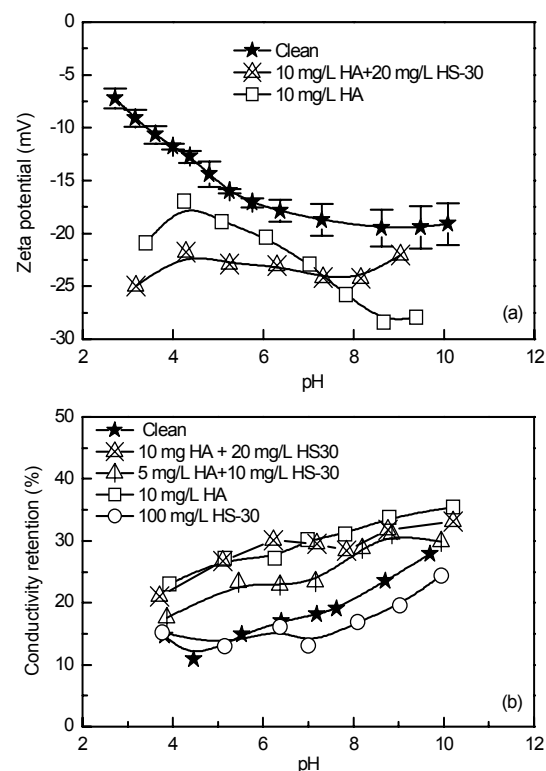 0
-5
-10
-15
-20
-25
-30
Zeta potential (mV)
Clean
10 mg/L HA+20 mg/L HS-30
10 mg/L HA
(a)
2 4 6 8 10 12
pH
50
40
30
20
10
0
Conductivity retention (%)
Clean
10 mg HA + 20 mg/L HS30
5 mg/L HA+10 mg/L HS-30
10 mg/L HA
100 mg/L HS-30
(b)
2 4 6 8 10 12
pH